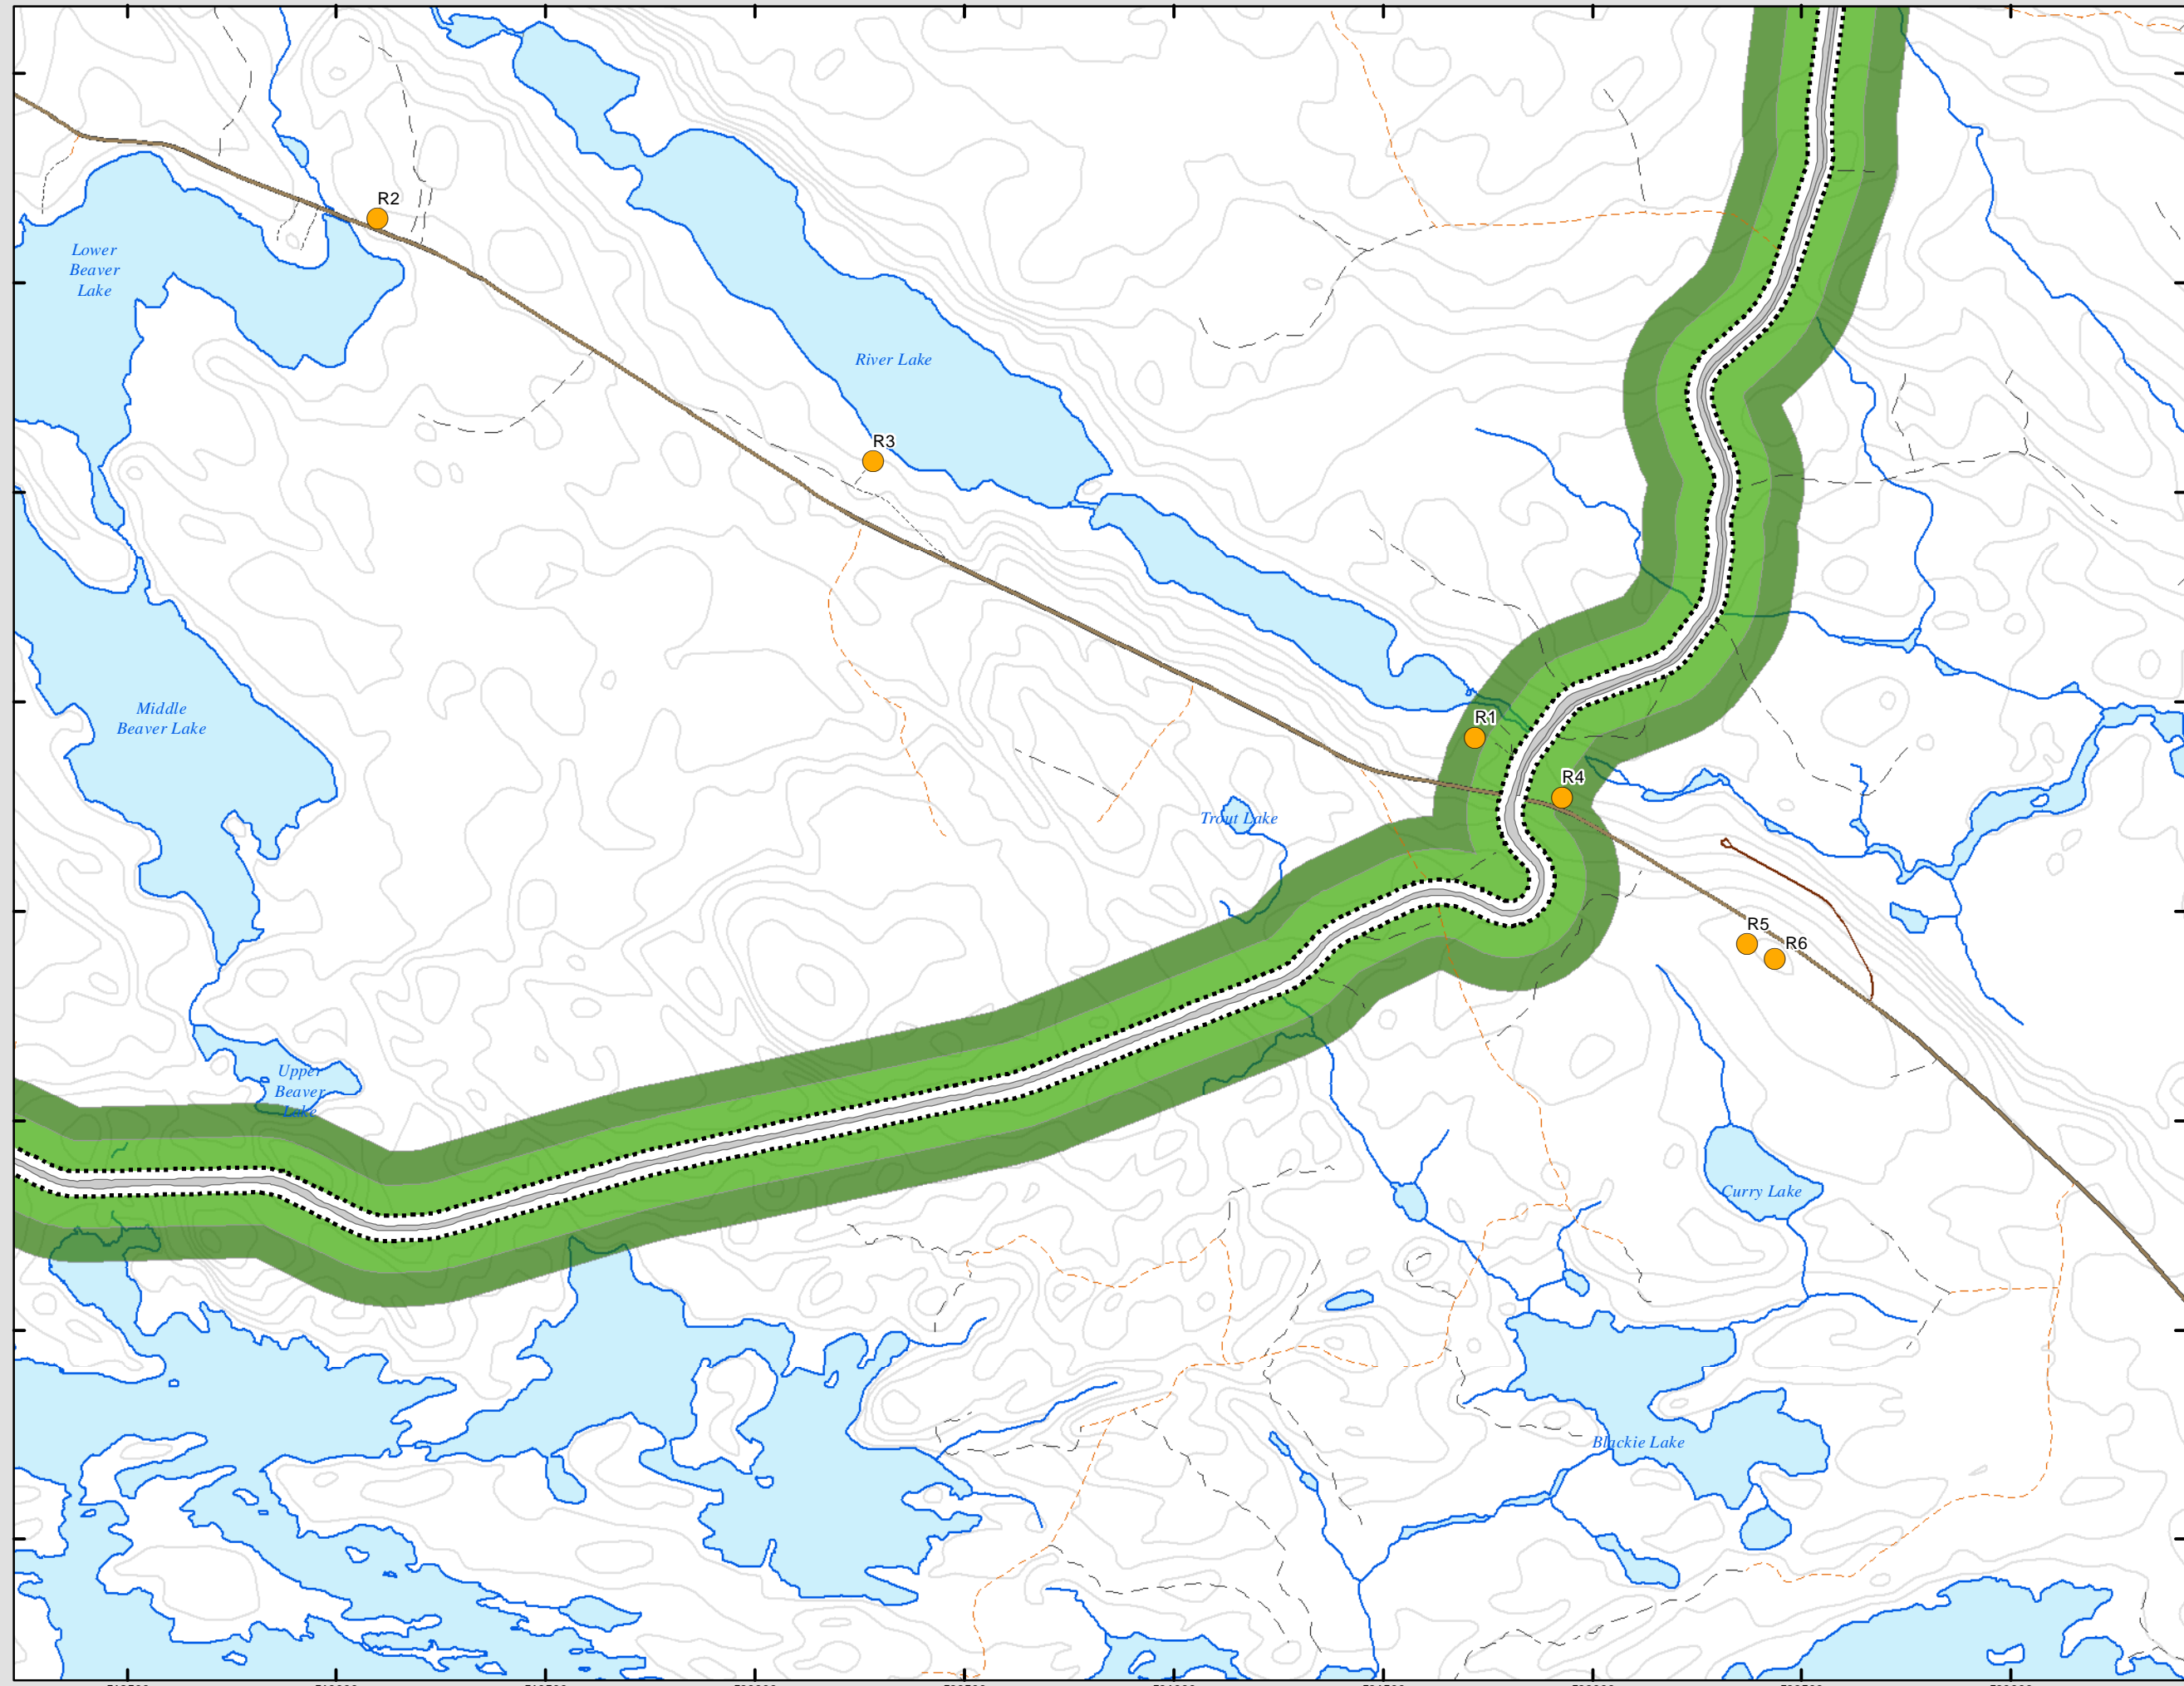 R2
Lower
Beaver
Lake
River Lake
R3
Middle
Beaver Lake
R1
R4
Trout Lake
R5
R6
Upper
Beaver
Lake
Curry Lake
Blackie Lake